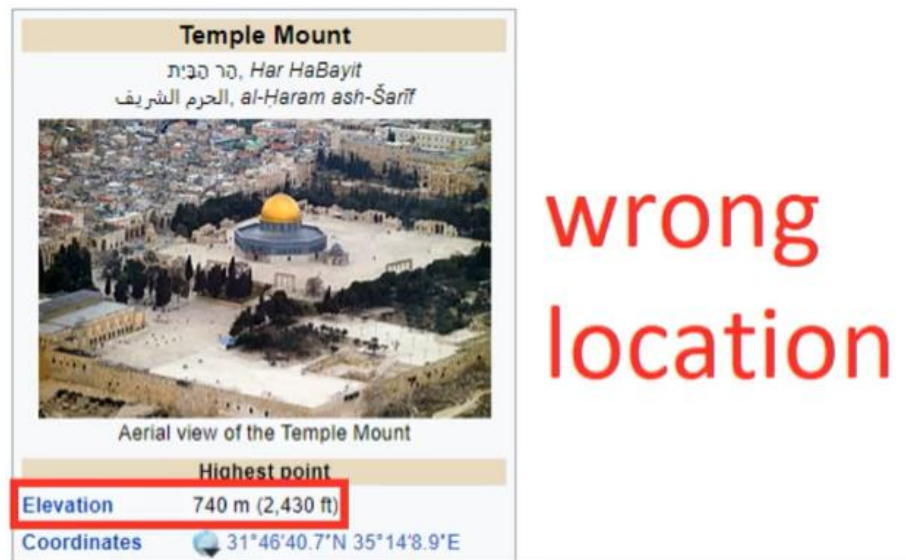 Temple Mount
הַר הַבַּיִת, Har HaBayit
الحرم الشريف, al-Ḥaram ash-Šarīf
Aerial view of the Temple Mount
Highest point
Elevation 740 m (2,430 ft)
Coordinates 31°46′40.7″N 35°14′8.9″E
wrong
location